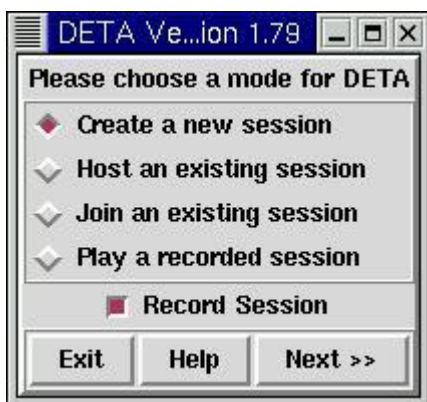 DETA Ve...ion 1.79
Please choose a mode for DETA
Create a new session
Host an existing session
Join an existing session
Play a recorded session
Record Session
Exit Help Next >>